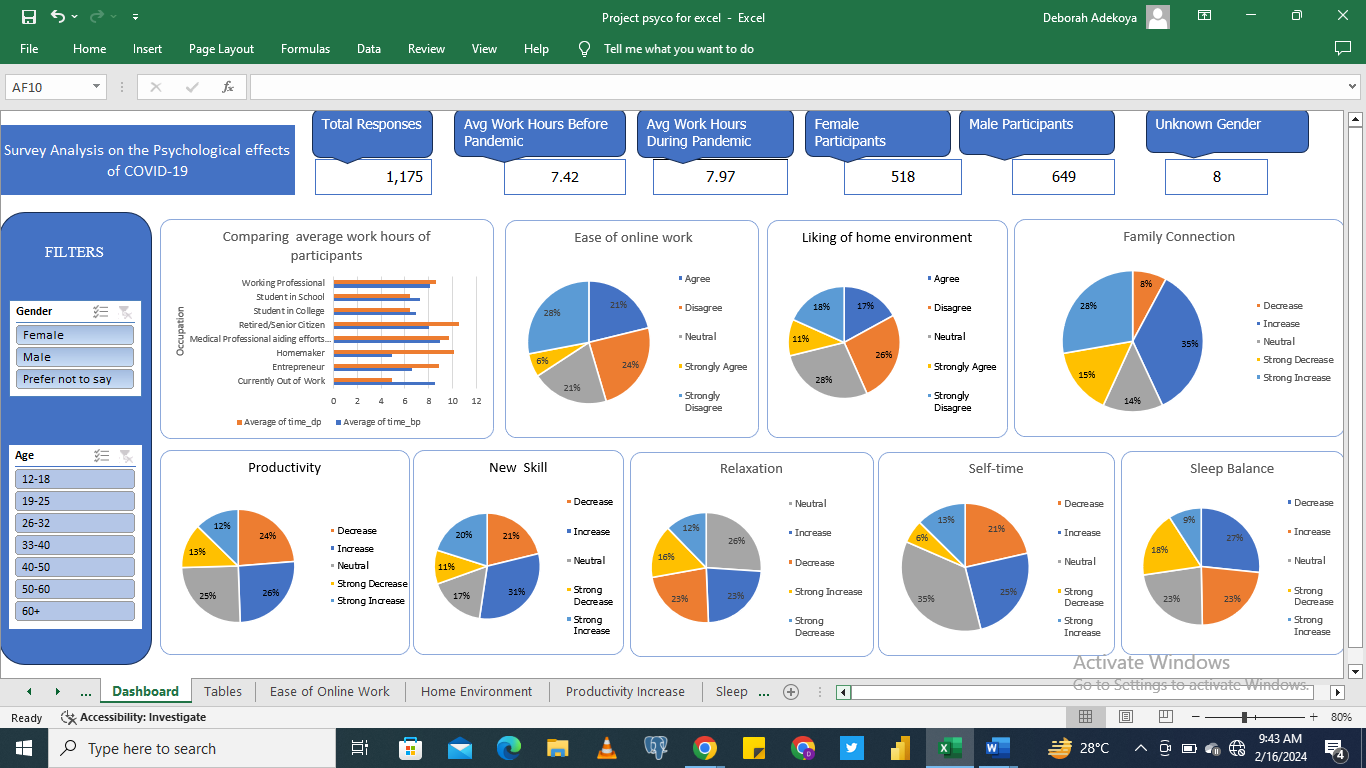 Project psyco for excel - Excel
Deborah Adekoya
File Home Insert Page Layout Formulas Data Review View Help Tell me what you want to do
AF10
fx
Survey Analysis on the Psychological effects
of COVID-19
Total Responses
1,175
Avg Work Hours Before
Pandemic
7.42
Avg Work Hours
During Pandemic
7.97
Female
Participants
518
Male Participants
649
Unknown Gender
8
FILTERS
Gender
Female
Male
Prefer not to say
Age
12-18
19-25
26-32
33-40
40-50
50-60
60+
Comparing average work hours of
participants
Occupation
Working Professional
Student in School
Student in College
Retired/Senior Citizen
Medical Professional aiding efforts...
Homemaker
Entrepreneur
Currently Out of Work
0 2 4 6 8 10 12
Average of time_dp Average of time_bp
Ease of online work
21%
24%
21%
6%
28%
Agree
Disagree
Neutral
Strongly Agree
Strongly
Disagree
Liking of home environment
17%
26%
28%
11%
18%
Agree
Disagree
Neutral
Strongly Agree
Strongly
Disagree
Family Connection
8%
35%
14%
15%
28%
Decrease
Increase
Neutral
Strong Decrease
Strong Increase
Productivity
24%
26%
25%
13%
12%
Decrease
Increase
Neutral
Strong Decrease
Strong Increase
New Skill
21%
31%
17%
11%
20%
Decrease
Increase
Neutral
Strong
Decrease
Strong
Increase
Relaxation
26%
23%
23%
16%
12%
Neutral
Increase
Decrease
Strong Increase
Strong
Decrease
Self-time
21%
25%
35%
6%
13%
Decrease
Increase
Neutral
Strong
Decrease
Strong
Increase
Sleep Balance
27%
23%
23%
18%
9%
Decrease
Increase
Neutral
Strong
Decrease
Strong
Increase
Activate Windows
Go to Settings to activate Windows.
... Dashboard Tables Ease of Online Work Home Environment Productivity Increase Sleep ...
Ready Accessibility: Investigate
80%
Type here to search
28°C
9:43 AM
2/16/2024
4